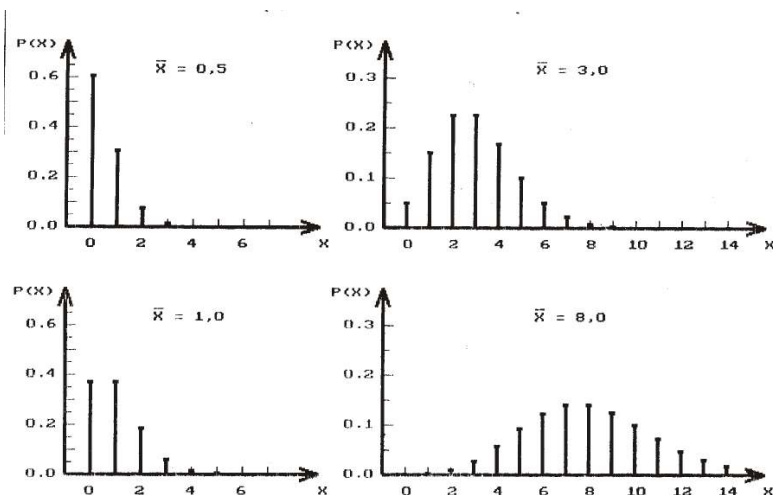 P(X)
X̄ = 0,5
0.6
0.4
0.2
0.0
0 2 4 6 X
P(X)
X̄ = 3,0
0.3
0.2
0.1
0.0
0 2 4 6 8 10 12 14 X
P(X)
X̄ = 1,0
0.6
0.4
0.2
0.0
0 2 4 6 X
P(X)
X̄ = 8,0
0.3
0.2
0.1
0.0
0 2 4 6 8 10 12 14 X